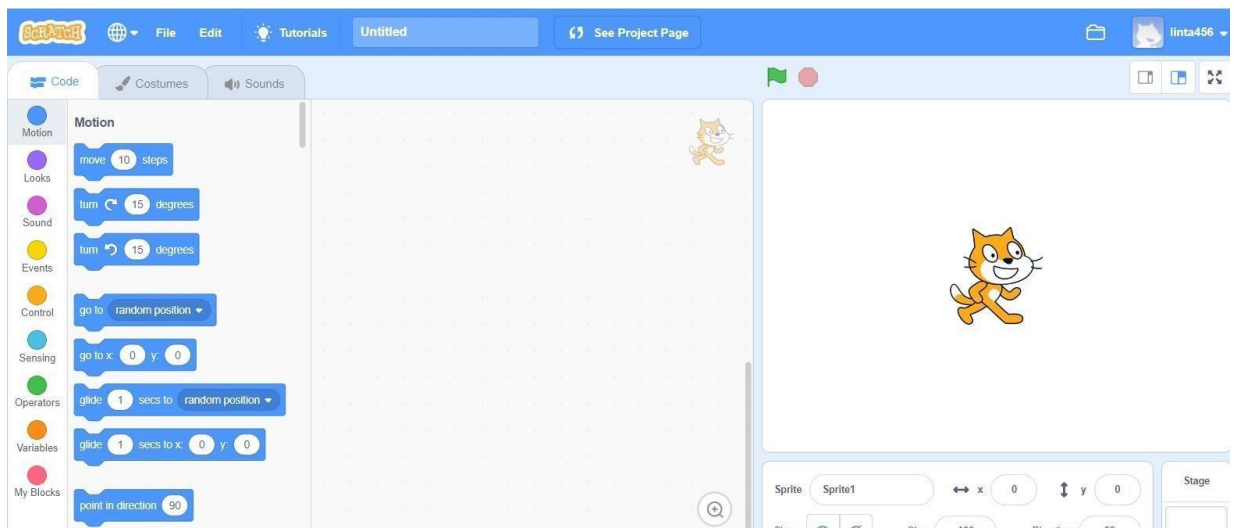 SCRATCH File Edit Tutorials Untitled See Project Page linta456
Code Costumes Sounds
Motion
Looks
Sound
Events
Control
Sensing
Operators
Variables
My Blocks
Motion
move 10 steps
turn 15 degrees
turn 15 degrees
go to random position
go to x: 0 y: 0
glide 1 secs to random position
glide 1 secs to x: 0 y: 0
point in direction 90
Sprite Sprite1 x 0 y 0
Stage